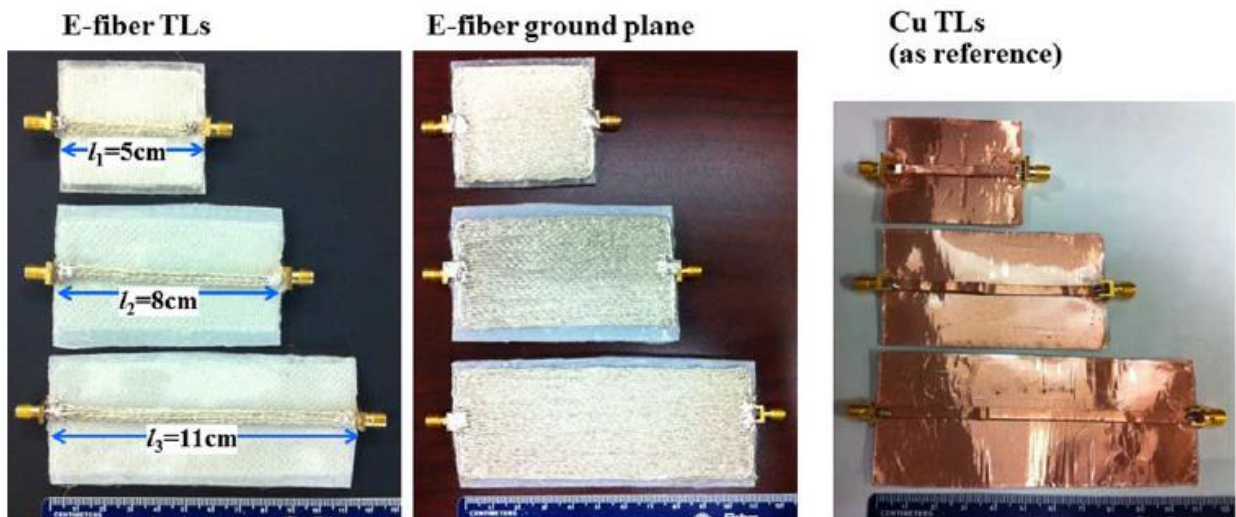 E-fiber TLs
E-fiber ground plane
Cu TLs
(as reference)
l1=5cm
l2=8cm
l3=11cm
CENTIMETERS
CENTIMETERS
CENTIMETERS